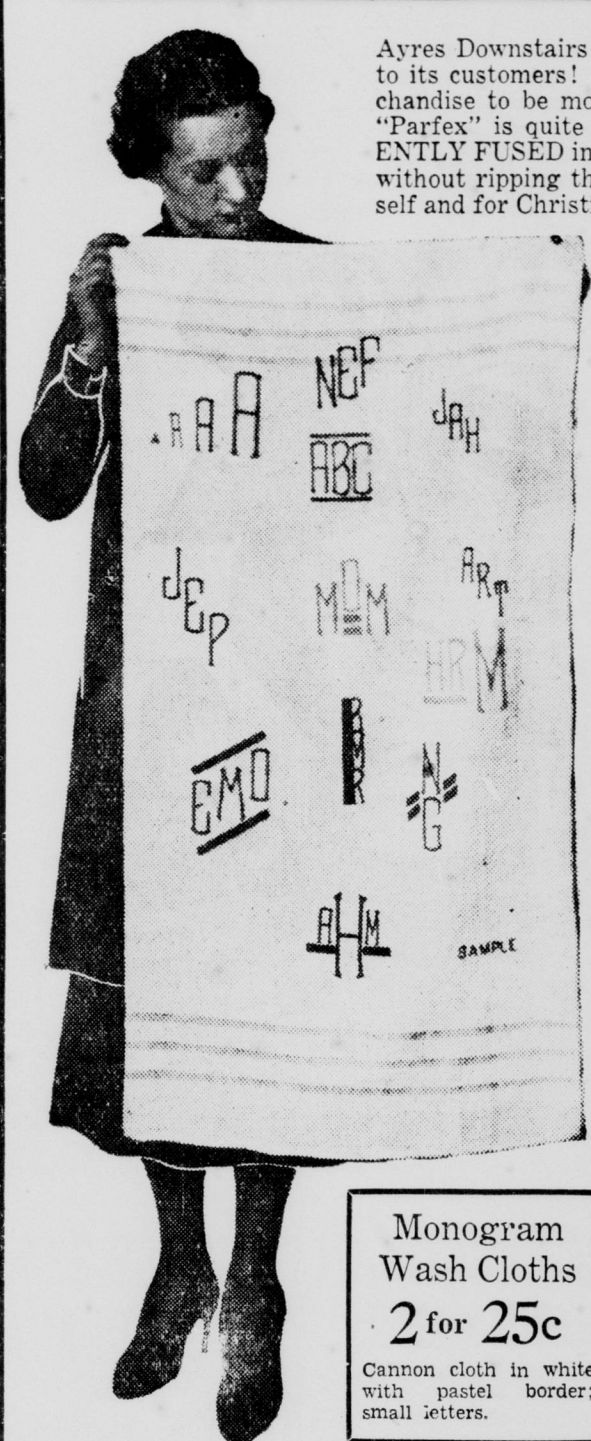 Ayres Downstairs
to its customers!
chandise to be mo
"Parfex" is quite
ENTLY FUSED in
without ripping th
self and for Christ
NEF
A A A A
JAH
ABC
JEP
MOM
ART
HRM
EMO
NG
AHM
SAMPLE
Monogram
Wash Cloths
2 for 25c
Cannon cloth in white
with pastel border;
small letters.